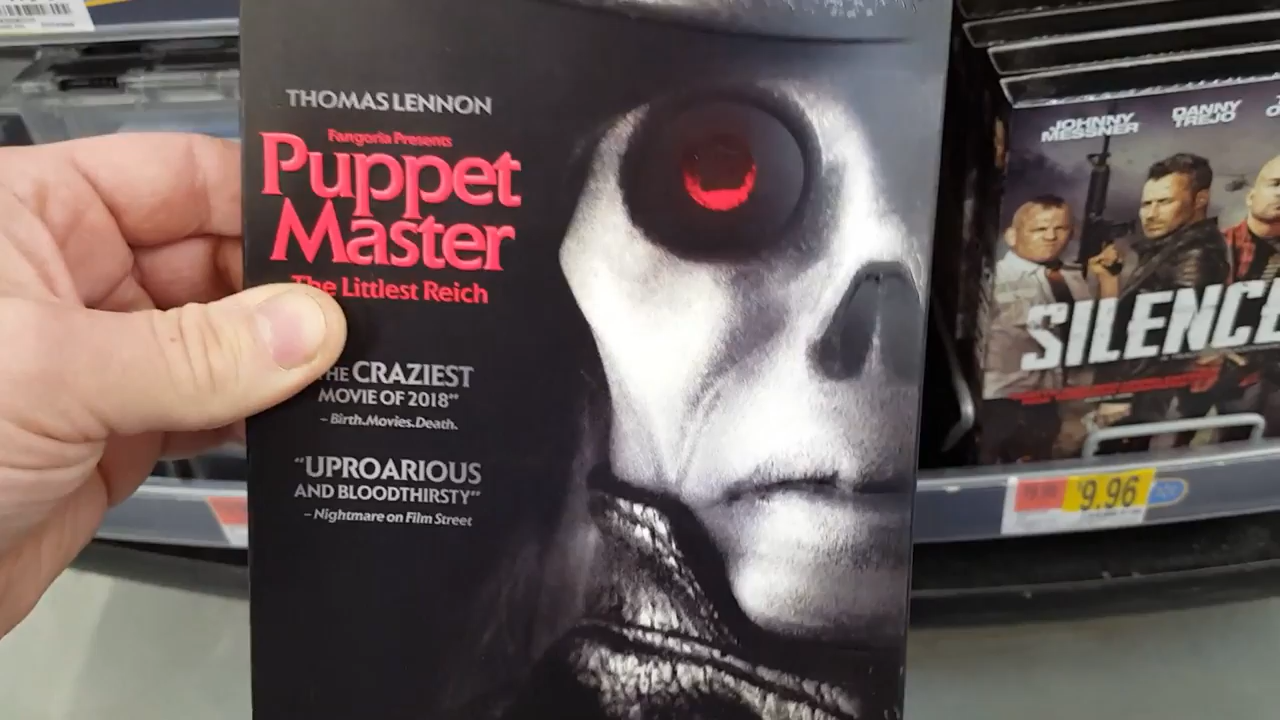 THOMAS LENNON
Fangoria Presents
Puppet
Master
The Littlest Reich
THE CRAZIEST
MOVIE OF 2018"
– Birth.Movies.Death.
"UPROARIOUS
AND BLOODTHIRSTY"
– Nightmare on Film Street
JOHNNY
MESSNER
DANNY
TREJO
SILENCE
9.96